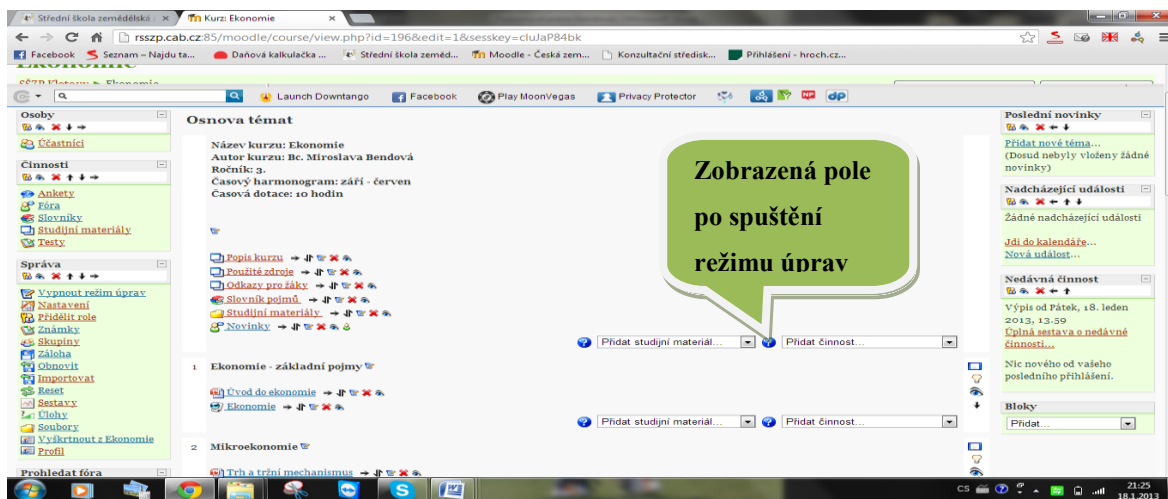 Střední škola zemědělská
Kurz: Ekonomie
rsszp.cab.cz:85/moodle/course/view.php?id=196&edit=1&sesskey=cluJaP84bk
Facebook
Seznam – Najdu ta...
Daňová kalkulačka ...
Střední škola zeměd...
Moodle - Česká zem...
Konzultační středisk...
Přihlášení - hroch.cz...
Ekonomie
SŠZP Klatovy ► Ekonomie
Launch Downtango
Facebook
Play MoonVegas
Privacy Protector
Osoby
Účastníci
Činnosti
Ankety
Fóra
Slovníky
Studijní materiály
Testy
Správa
Vypnout režim úprav
Nastavení
Přidělit role
Známky
Skupiny
Záloha
Obnovit
Importovat
Reset
Sestavy
Úlohy
Soubory
Vyškrtnout z Ekonomie
Profil
Prohledat fóra
Osnova témat
Název kurzu: Ekonomie
Autor kurzu: Bc. Miroslava Bendová
Ročník: 3.
Časový harmonogram: září - červen
Časová dotace: 10 hodin
Popis kurzu
Použité zdroje
Odkazy pro žáky
Slovník pojmů
Studijní materiály
Novinky
Přidat studijní materiál...
Přidat činnost...
1 Ekonomie - základní pojmy
Úvod do ekonomie
Ekonomie
Přidat studijní materiál...
Přidat činnost...
2 Mikroekonomie
Trh a tržní mechanismus
Zobrazená pole
po spuštění
režimu úprav
Poslední novinky
Přidat nové téma...
(Dosud nebyly vloženy žádné
novinky)
Nadcházející události
Žádné nadcházející události
Jdi do kalendáře...
Nová událost...
Nedávná činnost
Výpis od Pátek, 18. leden
2013, 13.59
Úplná sestava o nedávné
činnosti...
Nic nového od vašeho
posledního přihlášení.
Bloky
Přidat...
CS
21:25
18.1.2013